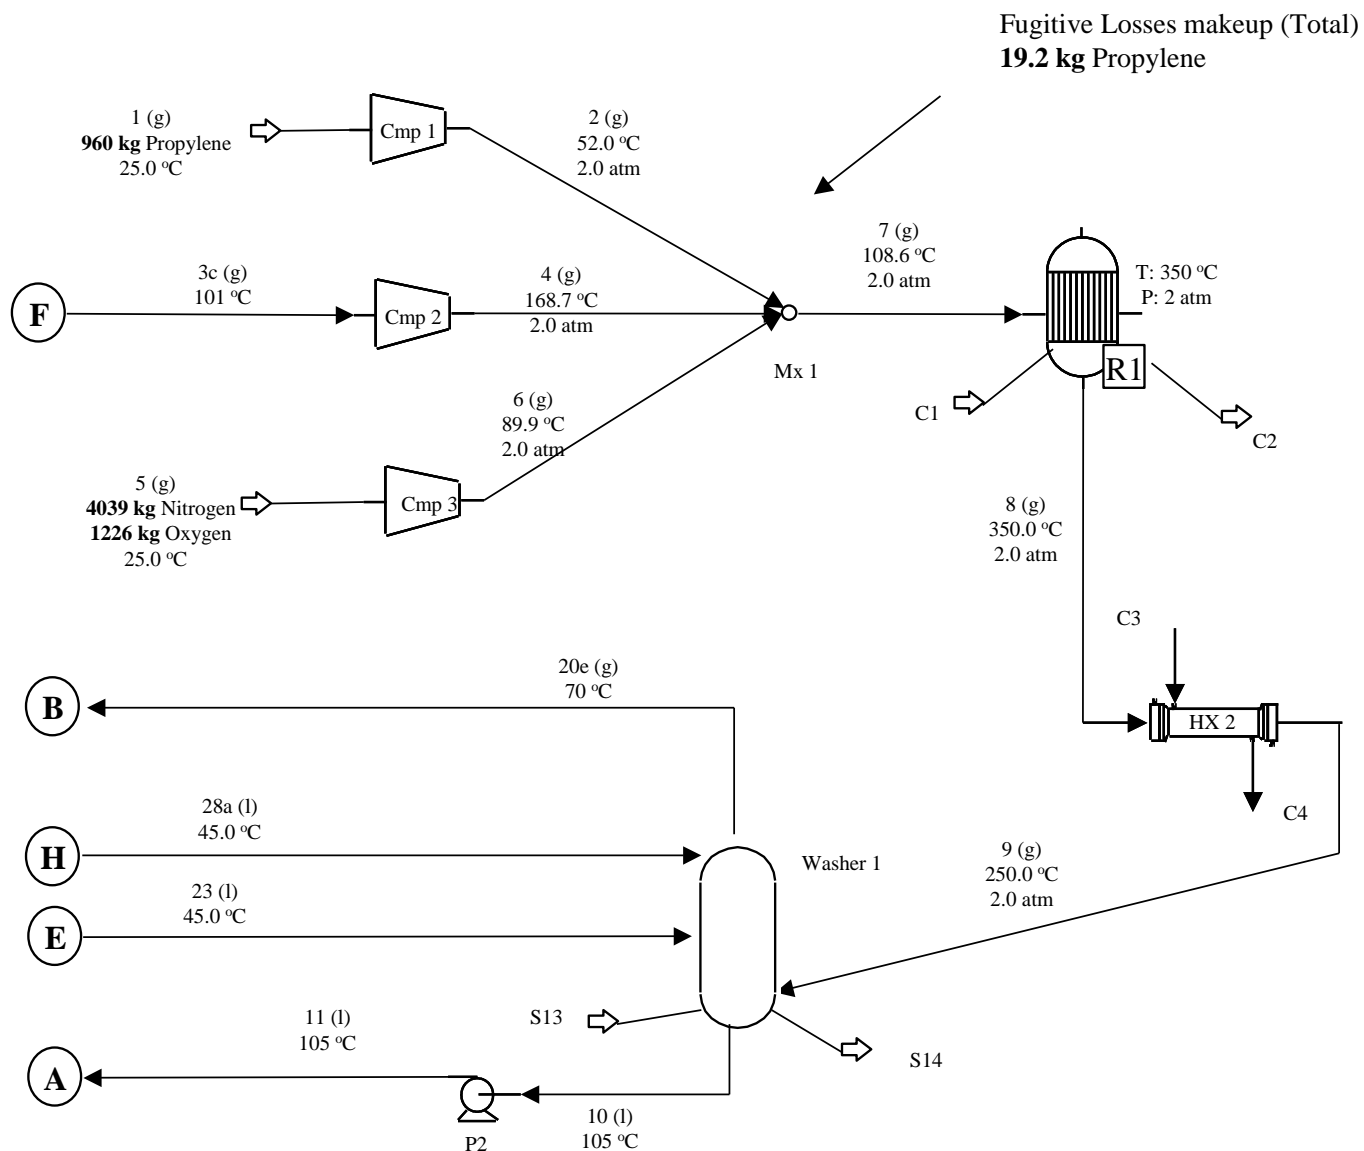 Fugitive Losses makeup (Total)
19.2 kg Propylene
1 (g)
960 kg Propylene
25.0 °C
Cmp 1
2 (g)
52.0 °C
2.0 atm
F
3c (g)
101 °C
Cmp 2
4 (g)
168.7 °C
2.0 atm
Mx 1
7 (g)
108.6 °C
2.0 atm
T: 350 °C
P: 2 atm
R1
C1
C2
5 (g)
4039 kg Nitrogen
1226 kg Oxygen
25.0 °C
Cmp 3
6 (g)
89.9 °C
2.0 atm
8 (g)
350.0 °C
2.0 atm
C3
HX 2
C4
B
20e (g)
70 °C
H
28a (l)
45.0 °C
E
23 (l)
45.0 °C
Washer 1
9 (g)
250.0 °C
2.0 atm
S13
S14
A
11 (l)
105 °C
P2
10 (l)
105 °C